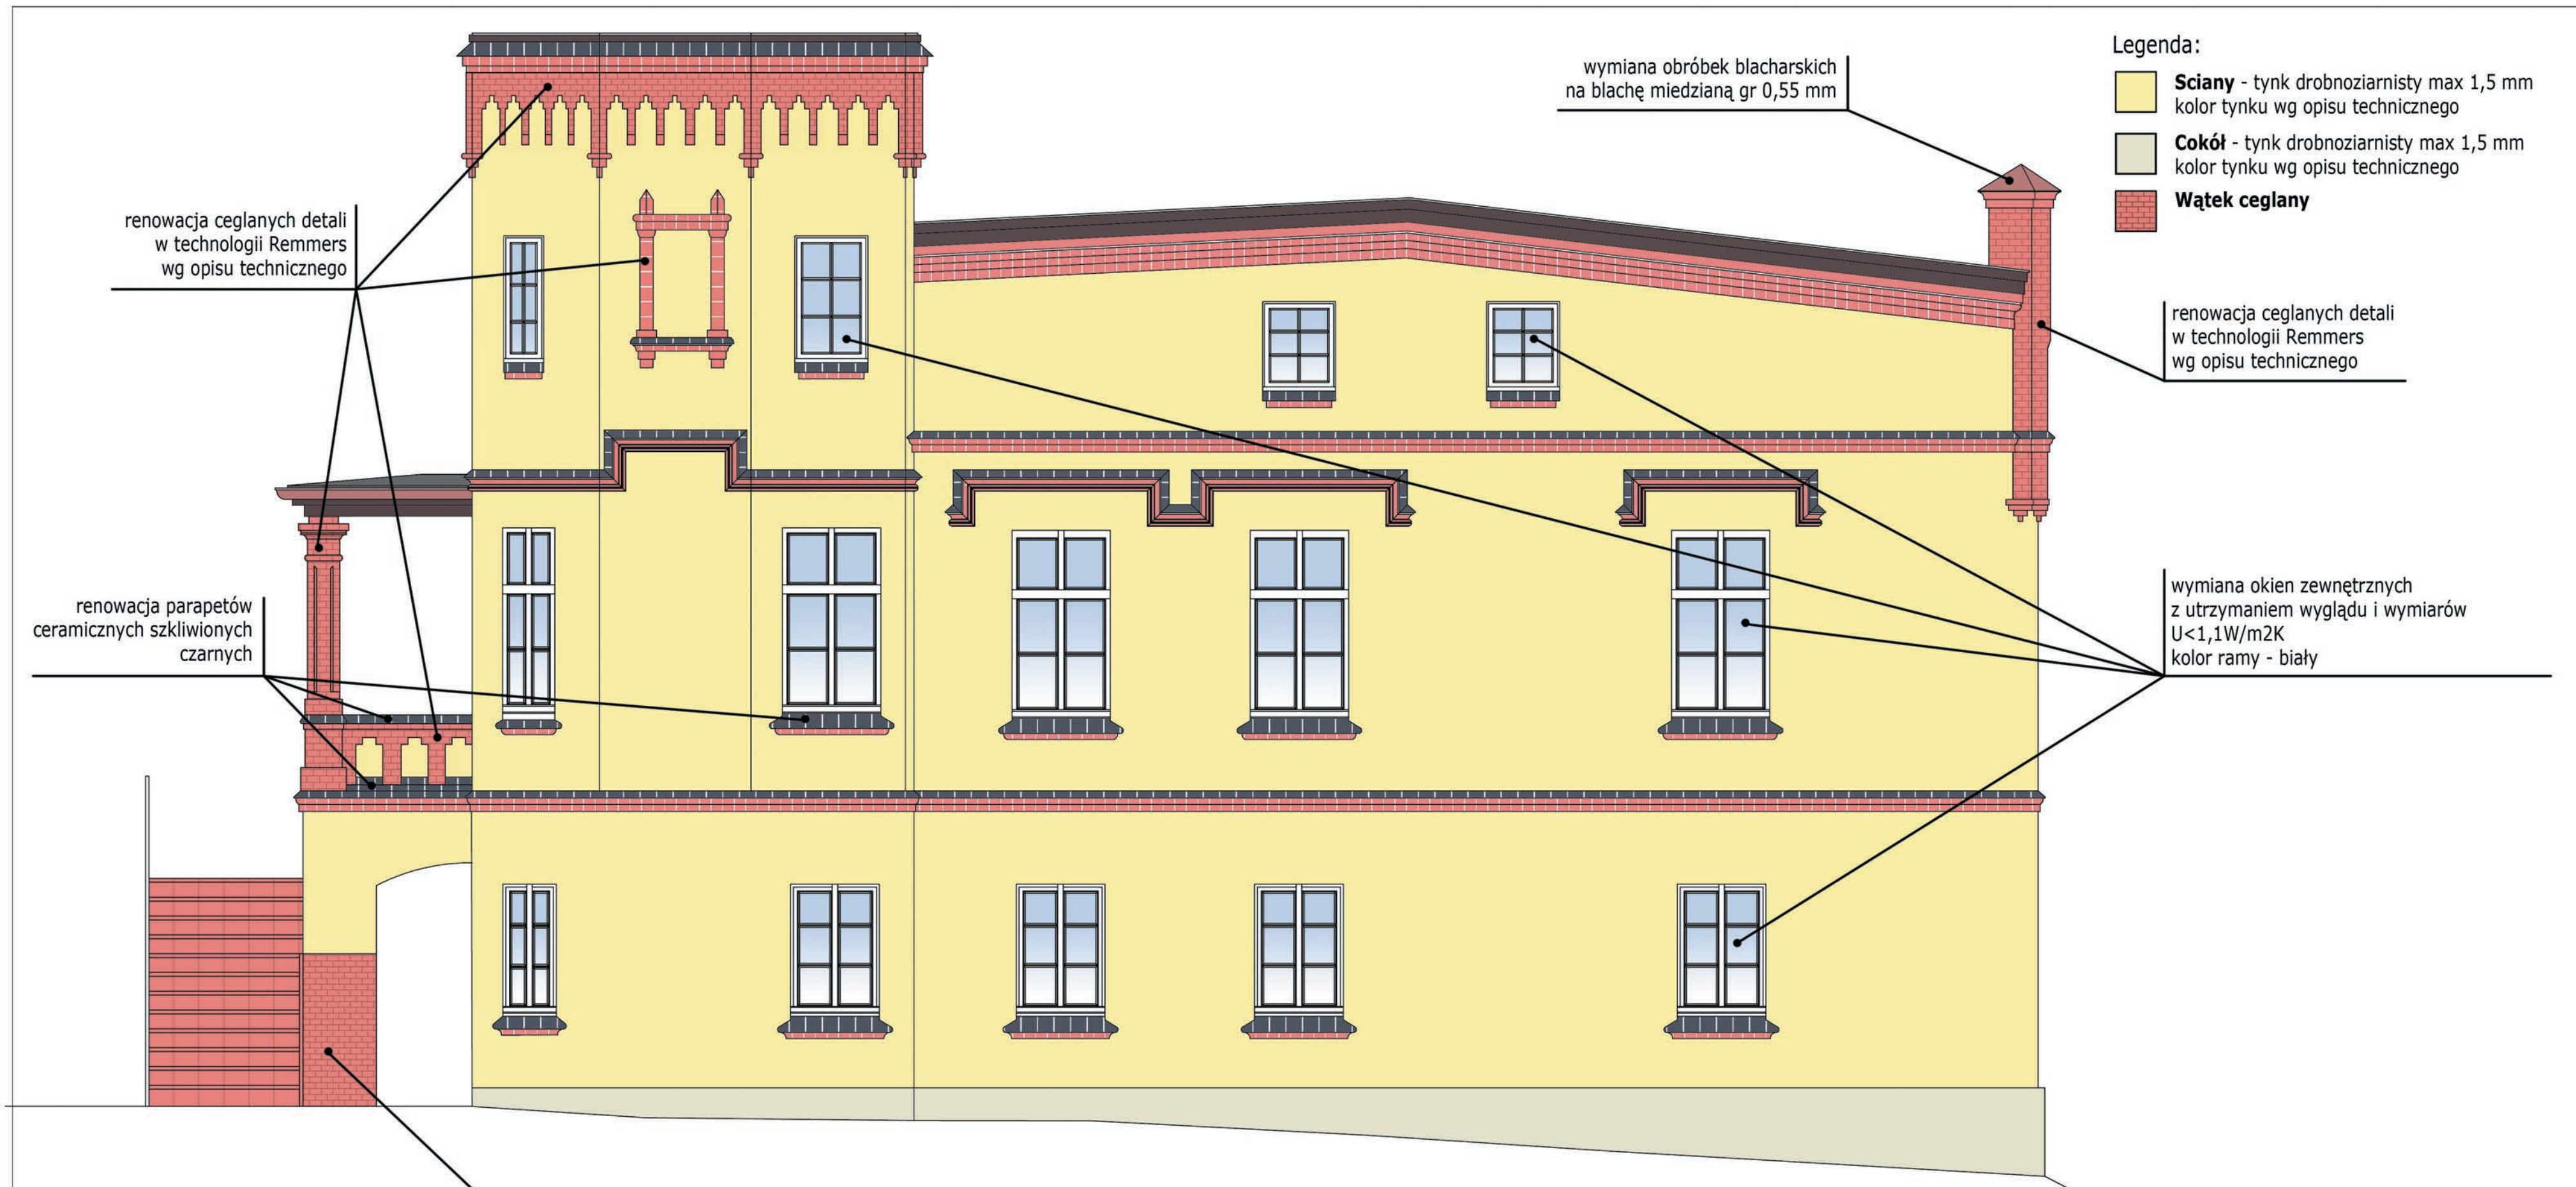 Legenda:
Sciany - tynk drobnoziarnisty max 1,5 mm
kolor tynku wg opisu technicznego
Cokół - tynk drobnoziarnisty max 1,5 mm
kolor tynku wg opisu technicznego
Wątek ceglany
wymiana obróbek blacharskich
na blachę miedzianą gr 0,55 mm
renowacja ceglanych detali
w technologii Remmers
wg opisu technicznego
renowacja ceglanych detali
w technologii Remmers
wg opisu technicznego
renowacja parapetów
ceramicznych szkliwionych
czarnych
wymiana okien zewnętrznych
z utrzymaniem wyglądu i wymiarów
U<1,1W/m2K
kolor ramy - biały